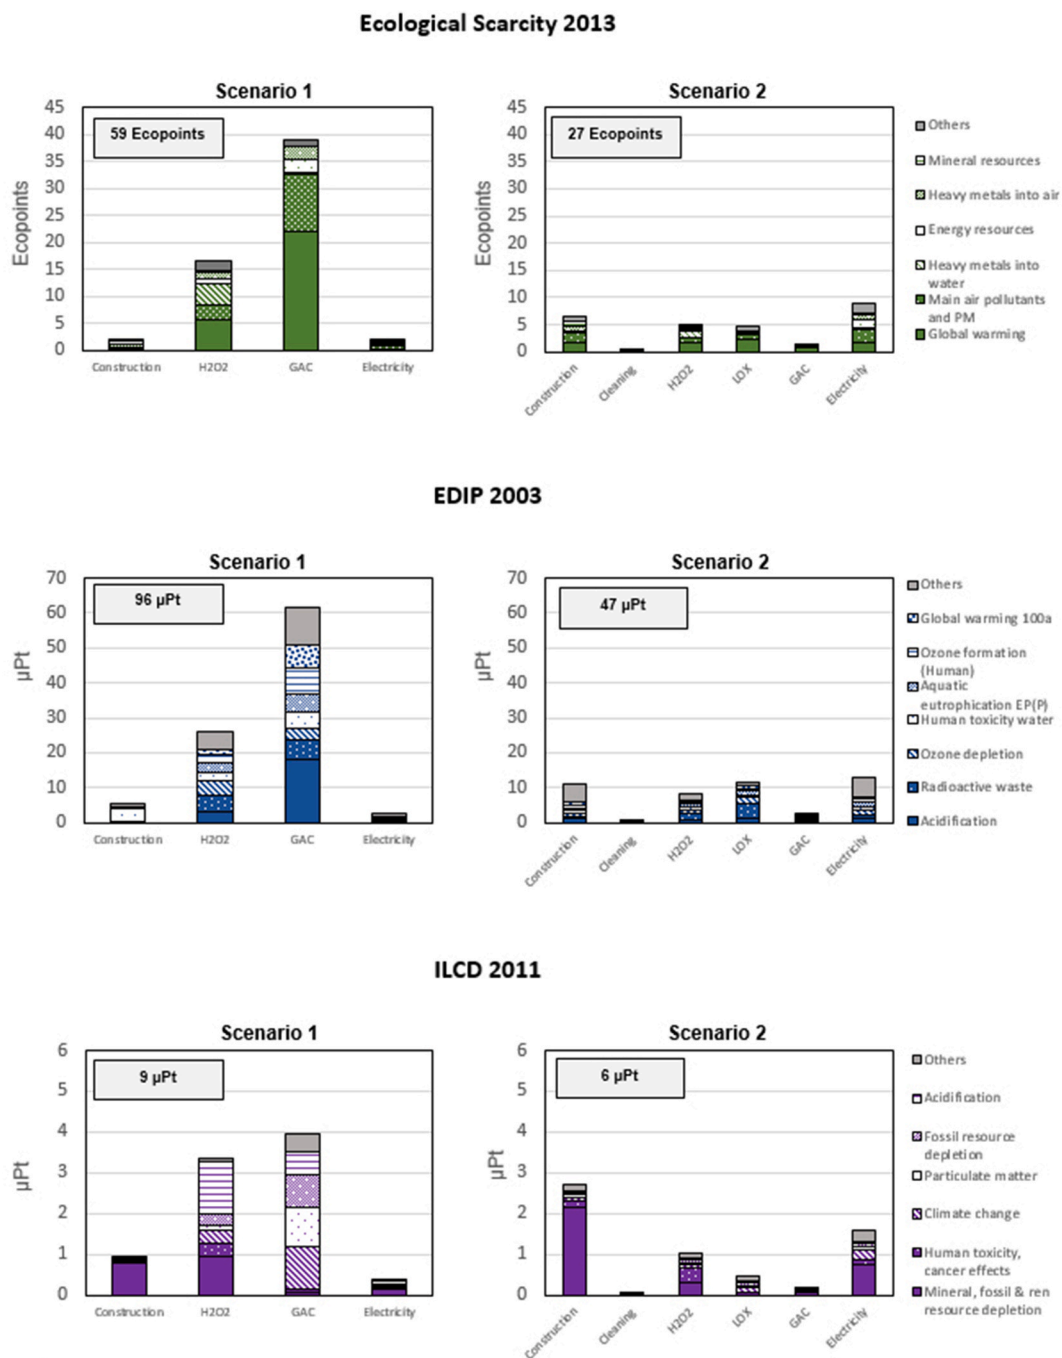 Ecological Scarcity 2013
Scenario 1
Scenario 2
45
40
35
30
25
20
15
10
5
0
Ecopoints
59 Ecopoints
Construction
H2O2
GAC
Electricity
45
40
35
30
25
20
15
10
5
0
Ecopoints
27 Ecopoints
Construction
Cleaning
H2O2
LOX
GAC
Electricity
Others
Mineral resources
Heavy metals into air
Energy resources
Heavy metals into
water
Main air pollutants
and PM
Global warming
EDIP 2003
Scenario 1
Scenario 2
70
60
50
40
30
20
10
0
µPt
96 µPt
Construction
H2O2
GAC
Electricity
70
60
50
40
30
20
10
0
µPt
47 µPt
Construction
Cleaning
H2O2
LOX
GAC
Electricity
Others
Global warming 100a
Ozone formation
(Human)
Aquatic
eutrophication EP(P)
Human toxicity water
Ozone depletion
Radioactive waste
Acidification
ILCD 2011
Scenario 1
Scenario 2
6
5
4
3
2
1
0
µPt
9 µPt
Construction
H2O2
GAC
Electricity
6
5
4
3
2
1
0
µPt
6 µPt
Construction
Cleaning
H2O2
LOX
GAC
Electricity
Others
Acidification
Fossil resource
depletion
Particulate matter
Climate change
Human toxicity,
cancer effects
Mineral, fossil & ren
resource depletion